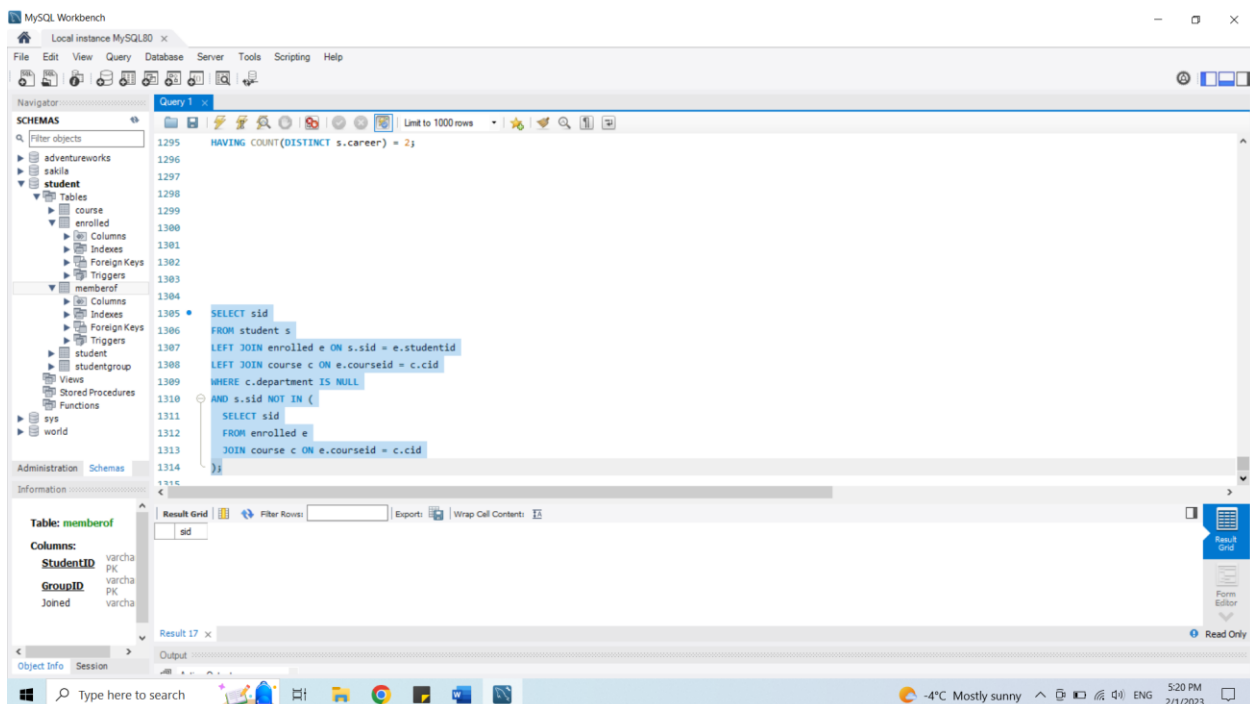 MySQL Workbench
Local instance MySQL80 ×
File Edit View Query Database Server Tools Scripting Help
Navigator
Query 1 ×
SCHEMAS
Limit to 1000 rows
Filter objects
adventureworks
sakila
student
Tables
course
enrolled
Columns
Indexes
Foreign Keys
Triggers
memberof
Columns
Indexes
Foreign Keys
Triggers
student
studentgroup
Views
Stored Procedures
Functions
sys
world
Administration Schemas
1295 HAVING COUNT(DISTINCT s.career) = 2;
1296
1297
1298
1299
1300
1301
1302
1303
1304
1305 SELECT sid
1306 FROM student s
1307 LEFT JOIN enrolled e ON s.sid = e.studentid
1308 LEFT JOIN course c ON e.courseid = c.cid
1309 WHERE c.department IS NULL
1310 AND s.sid NOT IN (
1311 SELECT sid
1312 FROM enrolled e
1313 JOIN course c ON e.courseid = c.cid
1314 );
1315
Information
Table: memberof
Columns:
StudentID varcha
PK
GroupID varcha
PK
Joined varcha
Object Info Session
Result Grid Filter Rows: Export: Wrap Cell Content:
sid
Result Grid
Form Editor
Result 17 ×
Read Only
Output
Type here to search
-4°C Mostly sunny ENG
5:20 PM
2/1/2023